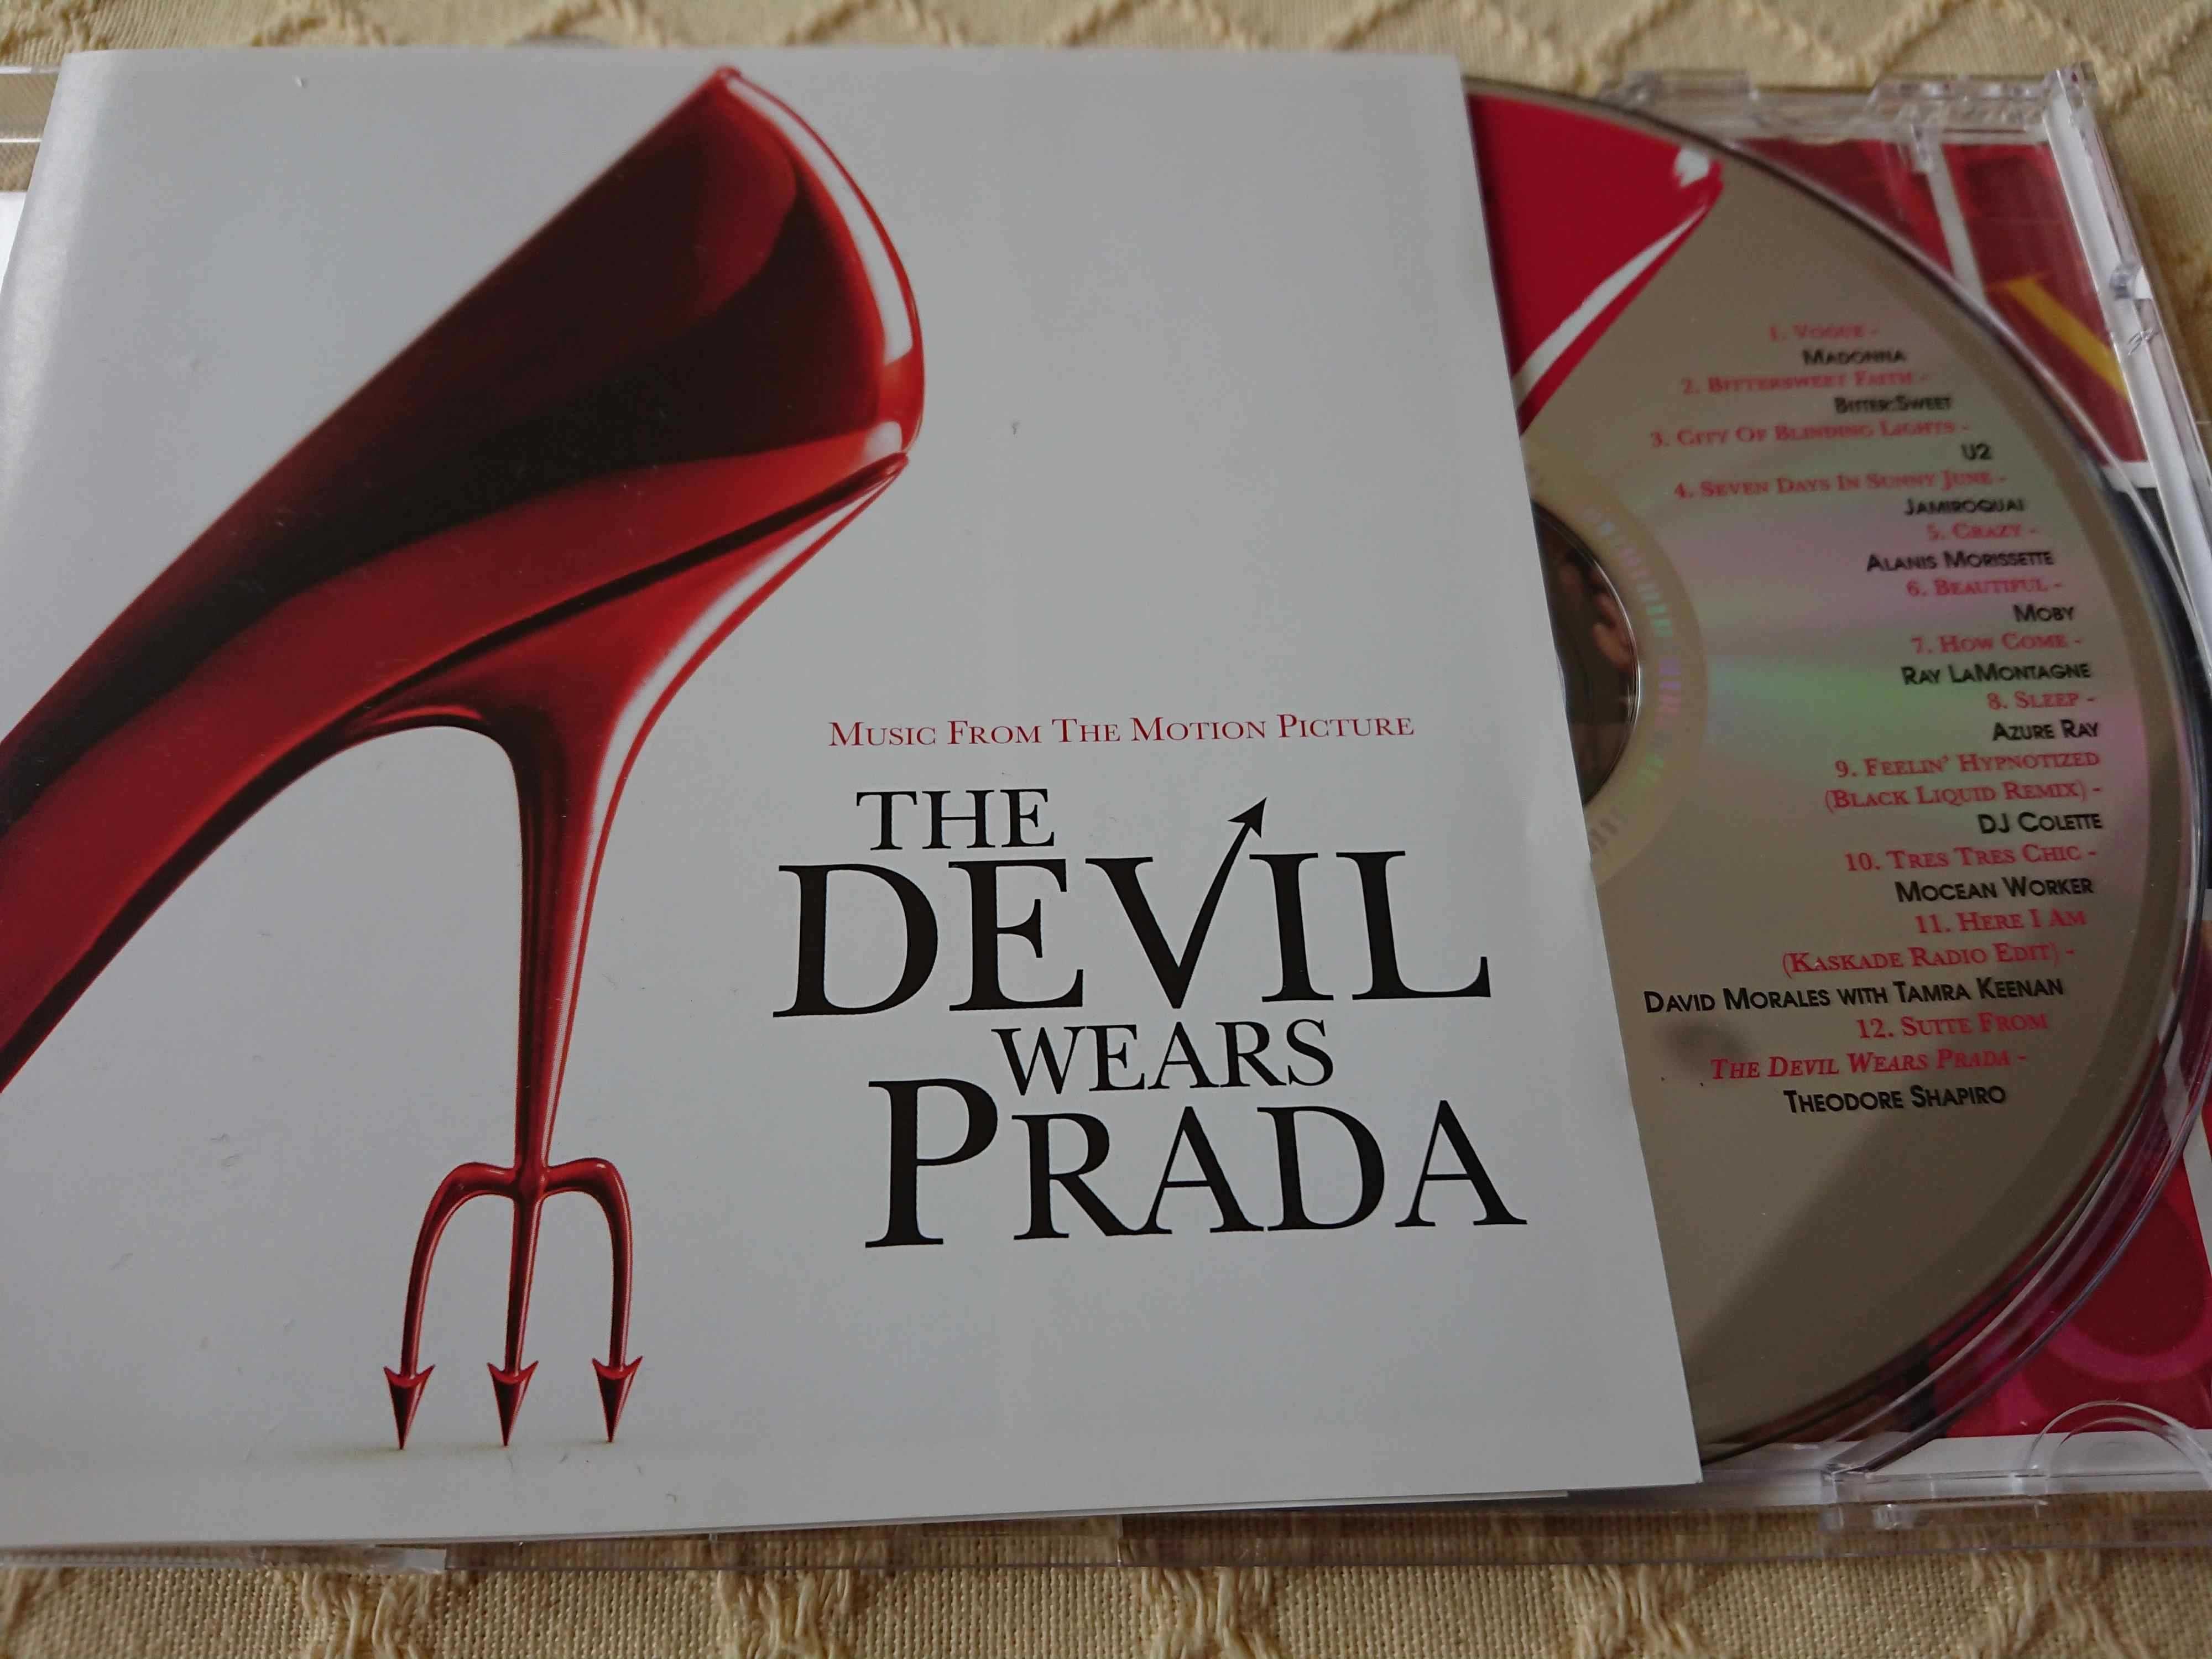 MUSIC FROM THE MOTION PICTURE
THE
DEVIL
WEARS
PRADA
1. VOGUE -
MADONNA
2. BITTERSWEET FAITH -
BITTER:SWEET
3. CITY OF BLINDING LIGHTS -
U2
4. SEVEN DAYS IN SUNNY JUNE -
JAMIROQUAI
5. CRAZY -
ALANIS MORISSETTE
6. BEAUTIFUL -
MOBY
7. HOW COME -
RAY LAMONTAGNE
8. SLEEP -
AZURE RAY
9. FEELIN' HYPNOTIZED
(BLACK LIQUID REMIX) -
DJ COLETTE
10. TRES TRES CHIC -
MOCEAN WORKER
11. HERE I AM
(KASKADE RADIO EDIT) -
DAVID MORALES WITH TAMRA KEENAN
12. SUITE FROM
THE DEVIL WEARS PRADA -
THEODORE SHAPIRO